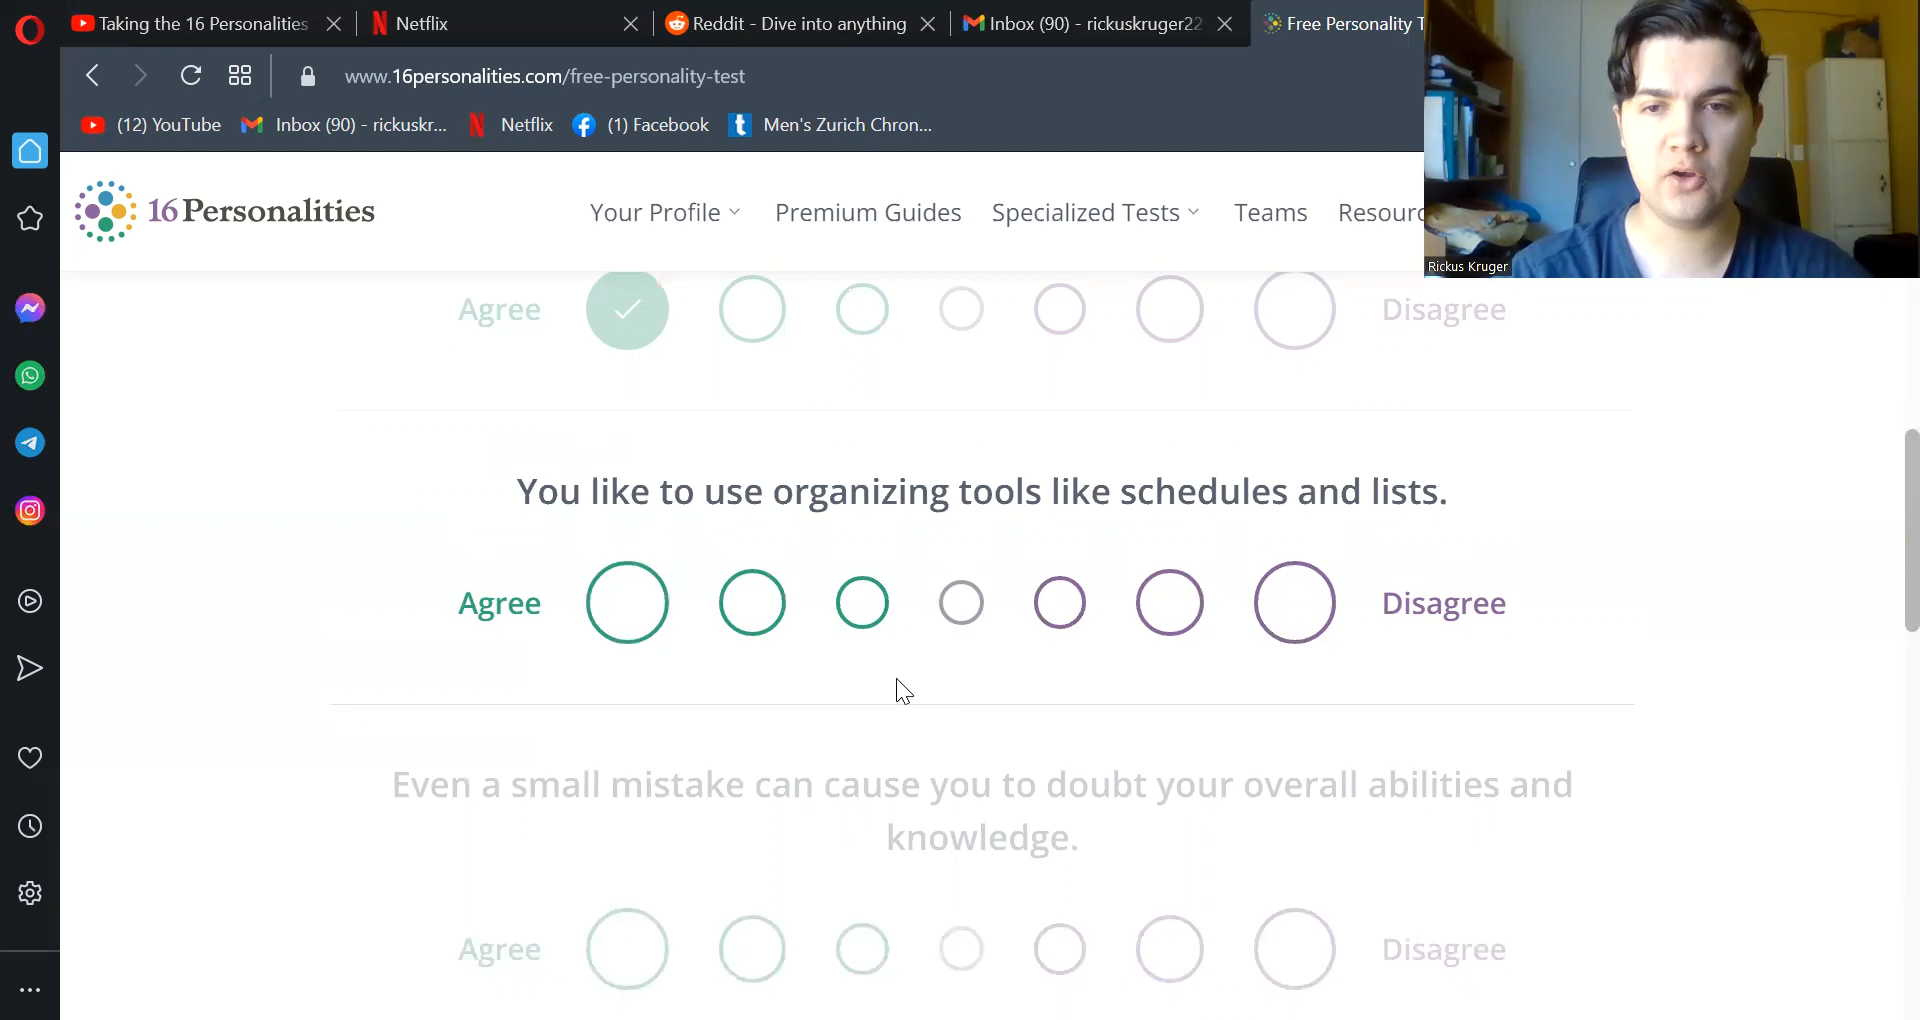 Taking the 16 Personalities
Netflix
Reddit - Dive into anything
Inbox (90) - rickuskruger22
Free Personality T
www.16personalities.com/free-personality-test
(12) YouTube
Inbox (90) - rickuskr...
Netflix
(1) Facebook
t
Men's Zurich Chron...
16Personalities
Your Profile
Premium Guides
Specialized Tests
Teams
Resourc
Rickus Kruger
Agree
Disagree
You like to use organizing tools like schedules and lists.
Agree
Disagree
Even a small mistake can cause you to doubt your overall abilities and
knowledge.
Agree
Disagree